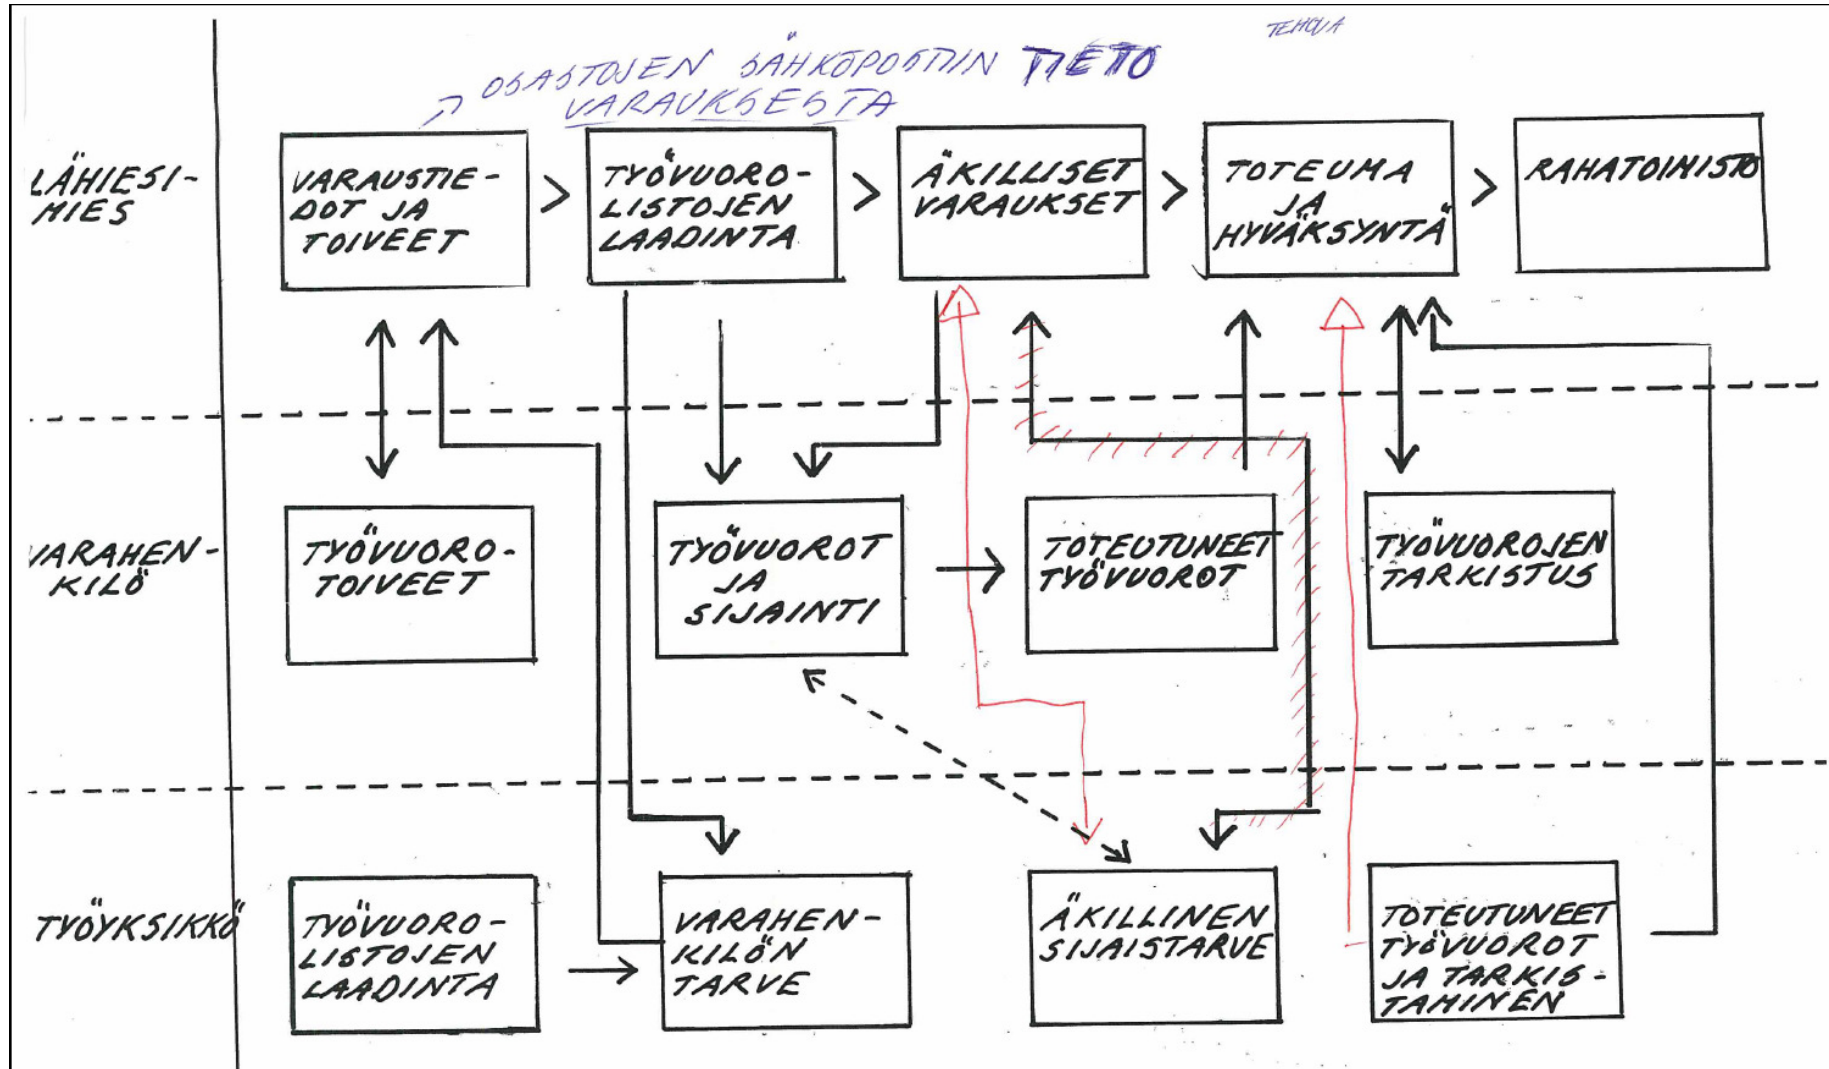 TEHOVA
OSASTOJEN SÄHKÖPOSTIIN TIETO
VARAUKSESTA
LÄHIESI-
MIES
VARAUSTIE-
DOT JA
TOIVEET
>
TYÖVUORO-
LISTOJEN
LAADINTA
>
ÄKILLISET
VARAUKSET
>
TOTEUMA
JA
HYVÄKSYNTÄ
>
RAHATOIMISTO
VARAHEN-
KILÖ
TYÖVUORO-
TOIVEET
TYÖVUOROT
JA
SIJAINTI
TOTEUTUNEET
TYÖVUOROT
TYÖVUOROJEN
TARKISTUS
TYÖYKSIKKÖ
TYÖVUORO-
LISTOJEN
LAADINTA
VARAHEN-
KILÖN
TARVE
ÄKILLINEN
SIJAISTARVE
TOTEUTUNEET
TYÖVUOROT
JA TARKIS-
TAMINEN